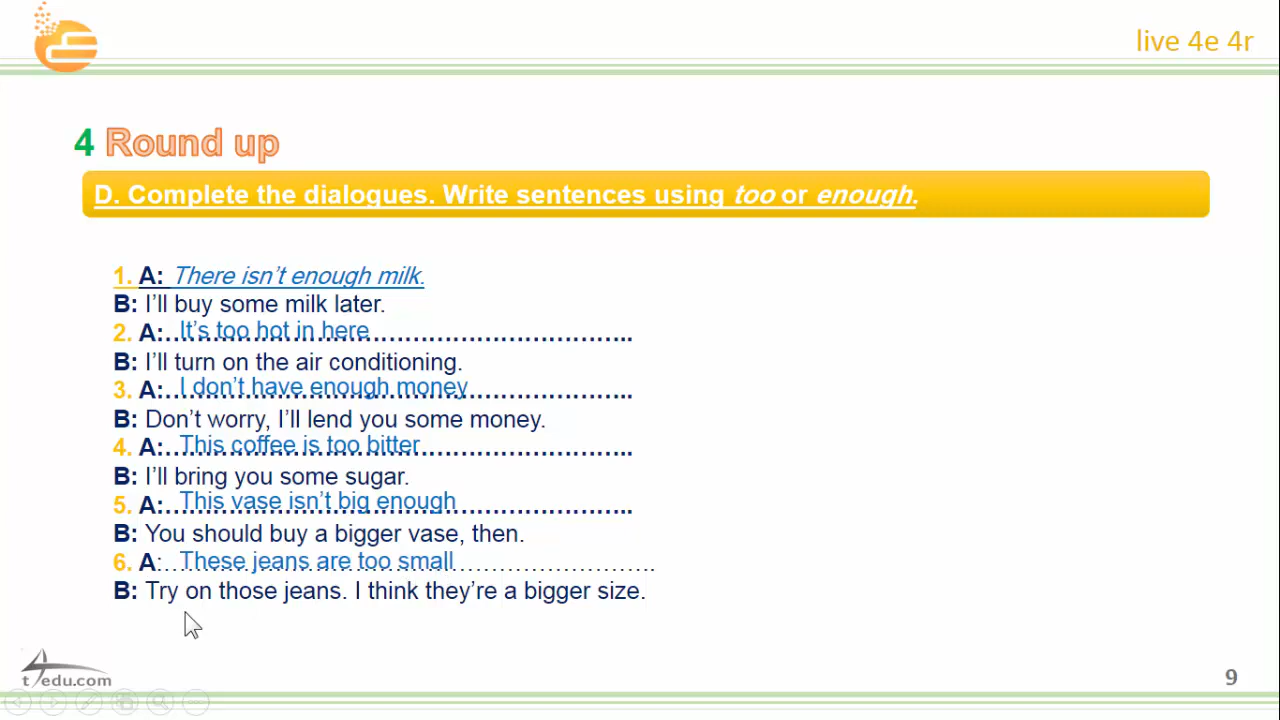 live 4e 4r
4 Round up
D. Complete the dialogues. Write sentences using too or enough.
1. A: There isn't enough milk.
B: I'll buy some milk later.
2. A:...It's too hot in here……………………………..
B: I'll turn on the air conditioning.
3. A:...I don't have enough money………………..
B: Don't worry, I'll lend you some money.
4. A:...This coffee is too bitter……………………..
B: I'll bring you some sugar.
5. A:...This vase isn't big enough…………………..
B: You should buy a bigger vase, then.
6. A:...These jeans are too small…………………….
B: Try on those jeans. I think they're a bigger size.
t4edu.com
9